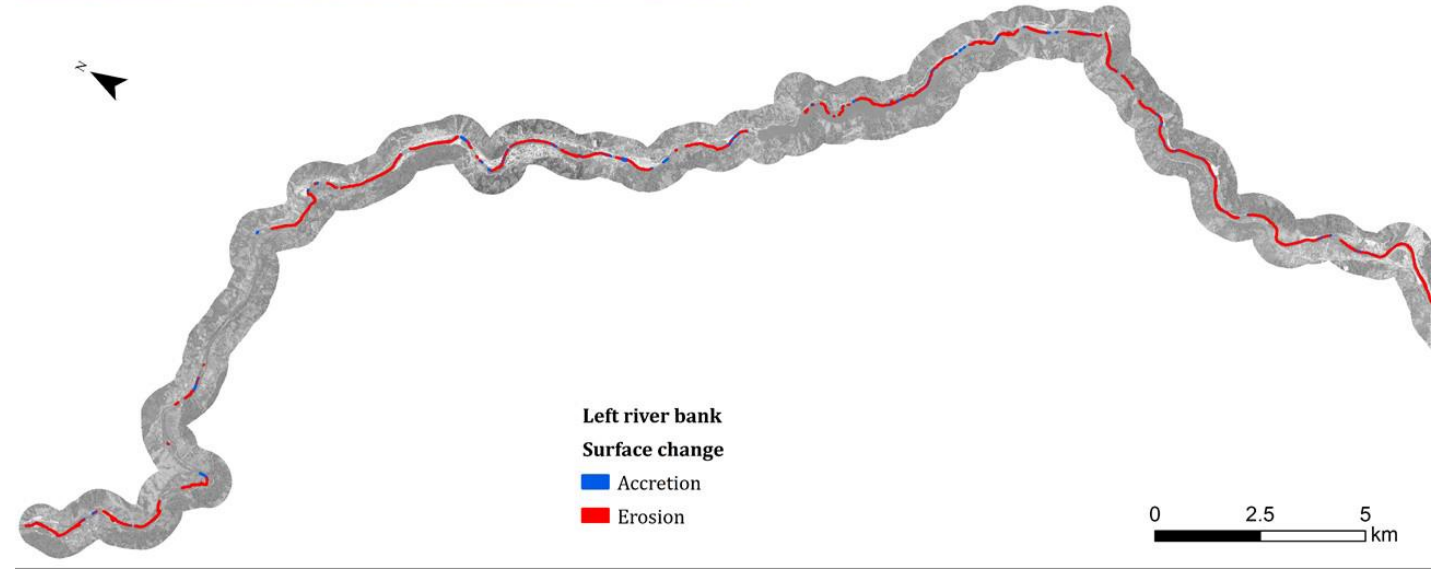 N
Left river bank
Surface change
Accretion
Erosion
0 2.5 5
km